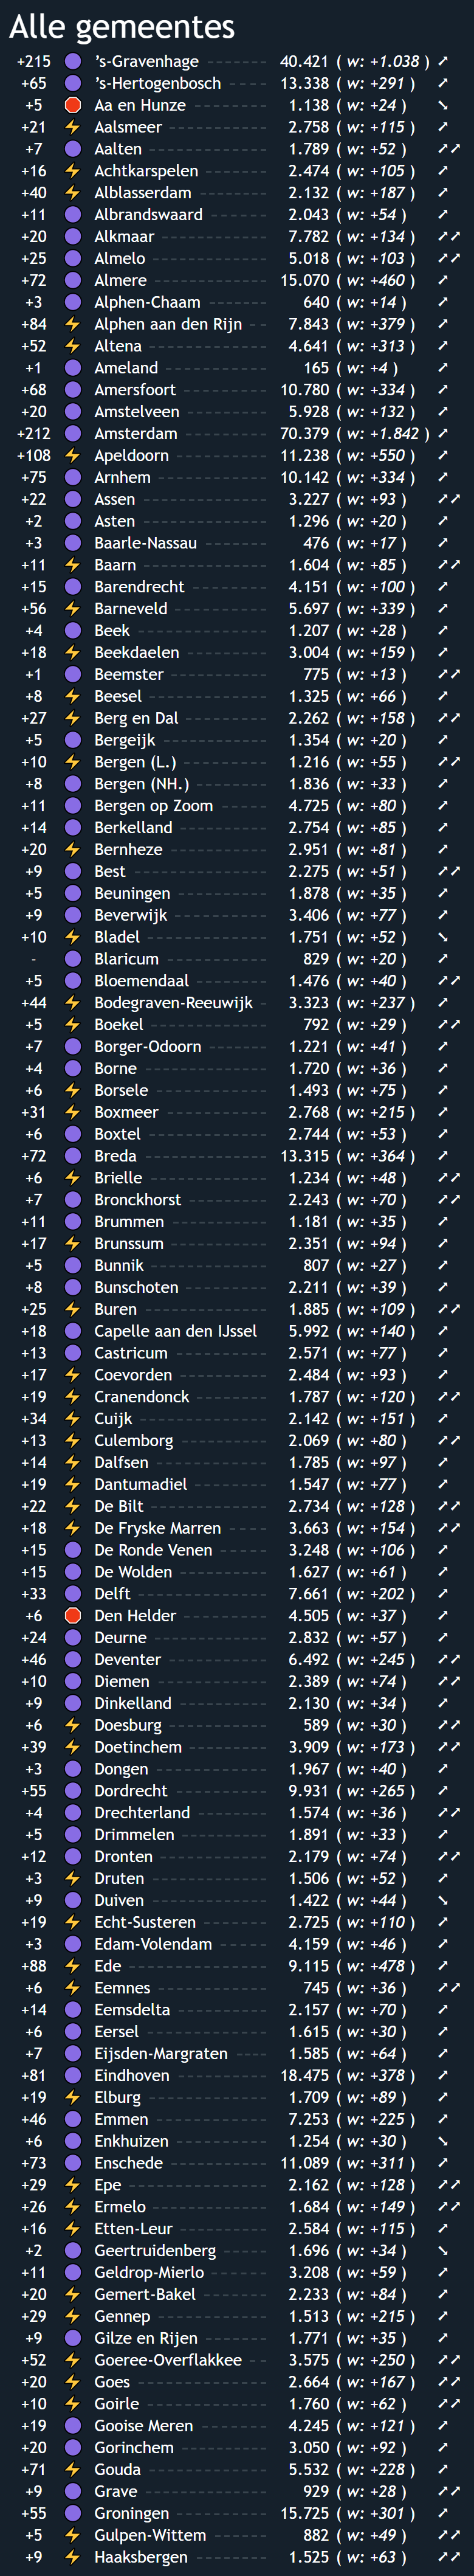 Alle gemeentes
+215 ’s-Gravenhage 40.421 ( w: +1.038 )
+65 ’s-Hertogenbosch 13.338 ( w: +291 )
+5 Aa en Hunze 1.138 ( w: +24 )
+21 Aalsmeer 2.758 ( w: +115 )
+7 Aalten 1.789 ( w: +52 )
+16 Achtkarspelen 2.474 ( w: +105 )
+40 Alblasserdam 2.132 ( w: +187 )
+11 Albrandswaard 2.043 ( w: +54 )
+20 Alkmaar 7.782 ( w: +134 )
+25 Almelo 5.018 ( w: +103 )
+72 Almere 15.070 ( w: +460 )
+3 Alphen-Chaam 640 ( w: +14 )
+84 Alphen aan den Rijn 7.843 ( w: +379 )
+52 Altena 4.641 ( w: +313 )
+1 Ameland 165 ( w: +4 )
+68 Amersfoort 10.780 ( w: +334 )
+20 Amstelveen 5.928 ( w: +132 )
+212 Amsterdam 70.379 ( w: +1.842 )
+108 Apeldoorn 11.238 ( w: +550 )
+75 Arnhem 10.142 ( w: +334 )
+22 Assen 3.227 ( w: +93 )
+2 Asten 1.296 ( w: +20 )
+3 Baarle-Nassau 476 ( w: +17 )
+11 Baarn 1.604 ( w: +85 )
+15 Barendrecht 4.151 ( w: +100 )
+56 Barneveld 5.697 ( w: +339 )
+4 Beek 1.207 ( w: +28 )
+18 Beekdaelen 3.004 ( w: +159 )
+1 Beemster 775 ( w: +13 )
+8 Beesel 1.325 ( w: +66 )
+27 Berg en Dal 2.262 ( w: +158 )
+5 Bergeijk 1.354 ( w: +20 )
+10 Bergen (L.) 1.216 ( w: +55 )
+8 Bergen (NH.) 1.836 ( w: +33 )
+11 Bergen op Zoom 4.725 ( w: +80 )
+14 Berkelland 2.754 ( w: +85 )
+20 Bernheze 2.951 ( w: +81 )
+9 Best 2.275 ( w: +51 )
+5 Beuningen 1.878 ( w: +35 )
+9 Beverwijk 3.406 ( w: +77 )
+10 Bladel 1.751 ( w: +52 )
- Blaricum 829 ( w: +20 )
+5 Bloemendaal 1.476 ( w: +40 )
+44 Bodegraven-Reeuwijk 3.323 ( w: +237 )
+5 Boekel 792 ( w: +29 )
+7 Borger-Odoorn 1.221 ( w: +41 )
+4 Borne 1.720 ( w: +36 )
+6 Borsele 1.493 ( w: +75 )
+31 Boxmeer 2.768 ( w: +215 )
+6 Boxtel 2.744 ( w: +53 )
+72 Breda 13.315 ( w: +364 )
+6 Brielle 1.234 ( w: +48 )
+7 Bronckhorst 2.243 ( w: +70 )
+11 Brummen 1.181 ( w: +35 )
+17 Brunssum 2.351 ( w: +94 )
+5 Bunnik 807 ( w: +27 )
+8 Bunschoten 2.211 ( w: +39 )
+25 Buren 1.885 ( w: +109 )
+18 Capelle aan den IJssel 5.992 ( w: +140 )
+13 Castricum 2.571 ( w: +77 )
+17 Coevorden 2.484 ( w: +93 )
+19 Cranendonck 1.787 ( w: +120 )
+34 Cuijk 2.142 ( w: +151 )
+13 Culemborg 2.069 ( w: +80 )
+14 Dalfsen 1.785 ( w: +97 )
+19 Dantumadiel 1.547 ( w: +77 )
+22 De Bilt 2.734 ( w: +128 )
+18 De Fryske Marren 3.663 ( w: +154 )
+15 De Ronde Venen 3.248 ( w: +106 )
+15 De Wolden 1.627 ( w: +61 )
+33 Delft 7.661 ( w: +202 )
+6 Den Helder 4.505 ( w: +37 )
+24 Deurne 2.832 ( w: +57 )
+46 Deventer 6.492 ( w: +245 )
+10 Diemen 2.389 ( w: +74 )
+9 Dinkelland 2.130 ( w: +34 )
+6 Doesburg 589 ( w: +30 )
+39 Doetinchem 3.909 ( w: +173 )
+3 Dongen 1.967 ( w: +40 )
+55 Dordrecht 9.931 ( w: +265 )
+4 Drechterland 1.574 ( w: +36 )
+5 Drimmelen 1.891 ( w: +33 )
+12 Dronten 2.179 ( w: +74 )
+3 Druten 1.506 ( w: +52 )
+9 Duiven 1.422 ( w: +44 )
+19 Echt-Susteren 2.725 ( w: +110 )
+3 Edam-Volendam 4.159 ( w: +46 )
+88 Ede 9.115 ( w: +478 )
+6 Eemnes 745 ( w: +36 )
+14 Eemsdelta 2.157 ( w: +70 )
+6 Eersel 1.615 ( w: +30 )
+7 Eijsden-Margraten 1.585 ( w: +64 )
+81 Eindhoven 18.475 ( w: +378 )
+19 Elburg 1.709 ( w: +89 )
+46 Emmen 7.253 ( w: +225 )
+6 Enkhuizen 1.254 ( w: +30 )
+73 Enschede 11.089 ( w: +311 )
+29 Epe 2.162 ( w: +128 )
+26 Ermelo 1.684 ( w: +149 )
+16 Etten-Leur 2.584 ( w: +115 )
+2 Geertruidenberg 1.696 ( w: +34 )
+11 Geldrop-Mierlo 3.208 ( w: +59 )
+20 Gemert-Bakel 2.233 ( w: +84 )
+29 Gennep 1.513 ( w: +215 )
+9 Gilze en Rijen 1.771 ( w: +35 )
+52 Goeree-Overflakkee 3.575 ( w: +250 )
+20 Goes 2.664 ( w: +167 )
+10 Goirle 1.760 ( w: +62 )
+19 Gooise Meren 4.245 ( w: +121 )
+20 Gorinchem 3.050 ( w: +92 )
+71 Gouda 5.532 ( w: +228 )
+9 Grave 929 ( w: +28 )
+55 Groningen 15.725 ( w: +301 )
+5 Gulpen-Wittem 882 ( w: +49 )
+9 Haaksbergen 1.525 ( w: +63 )